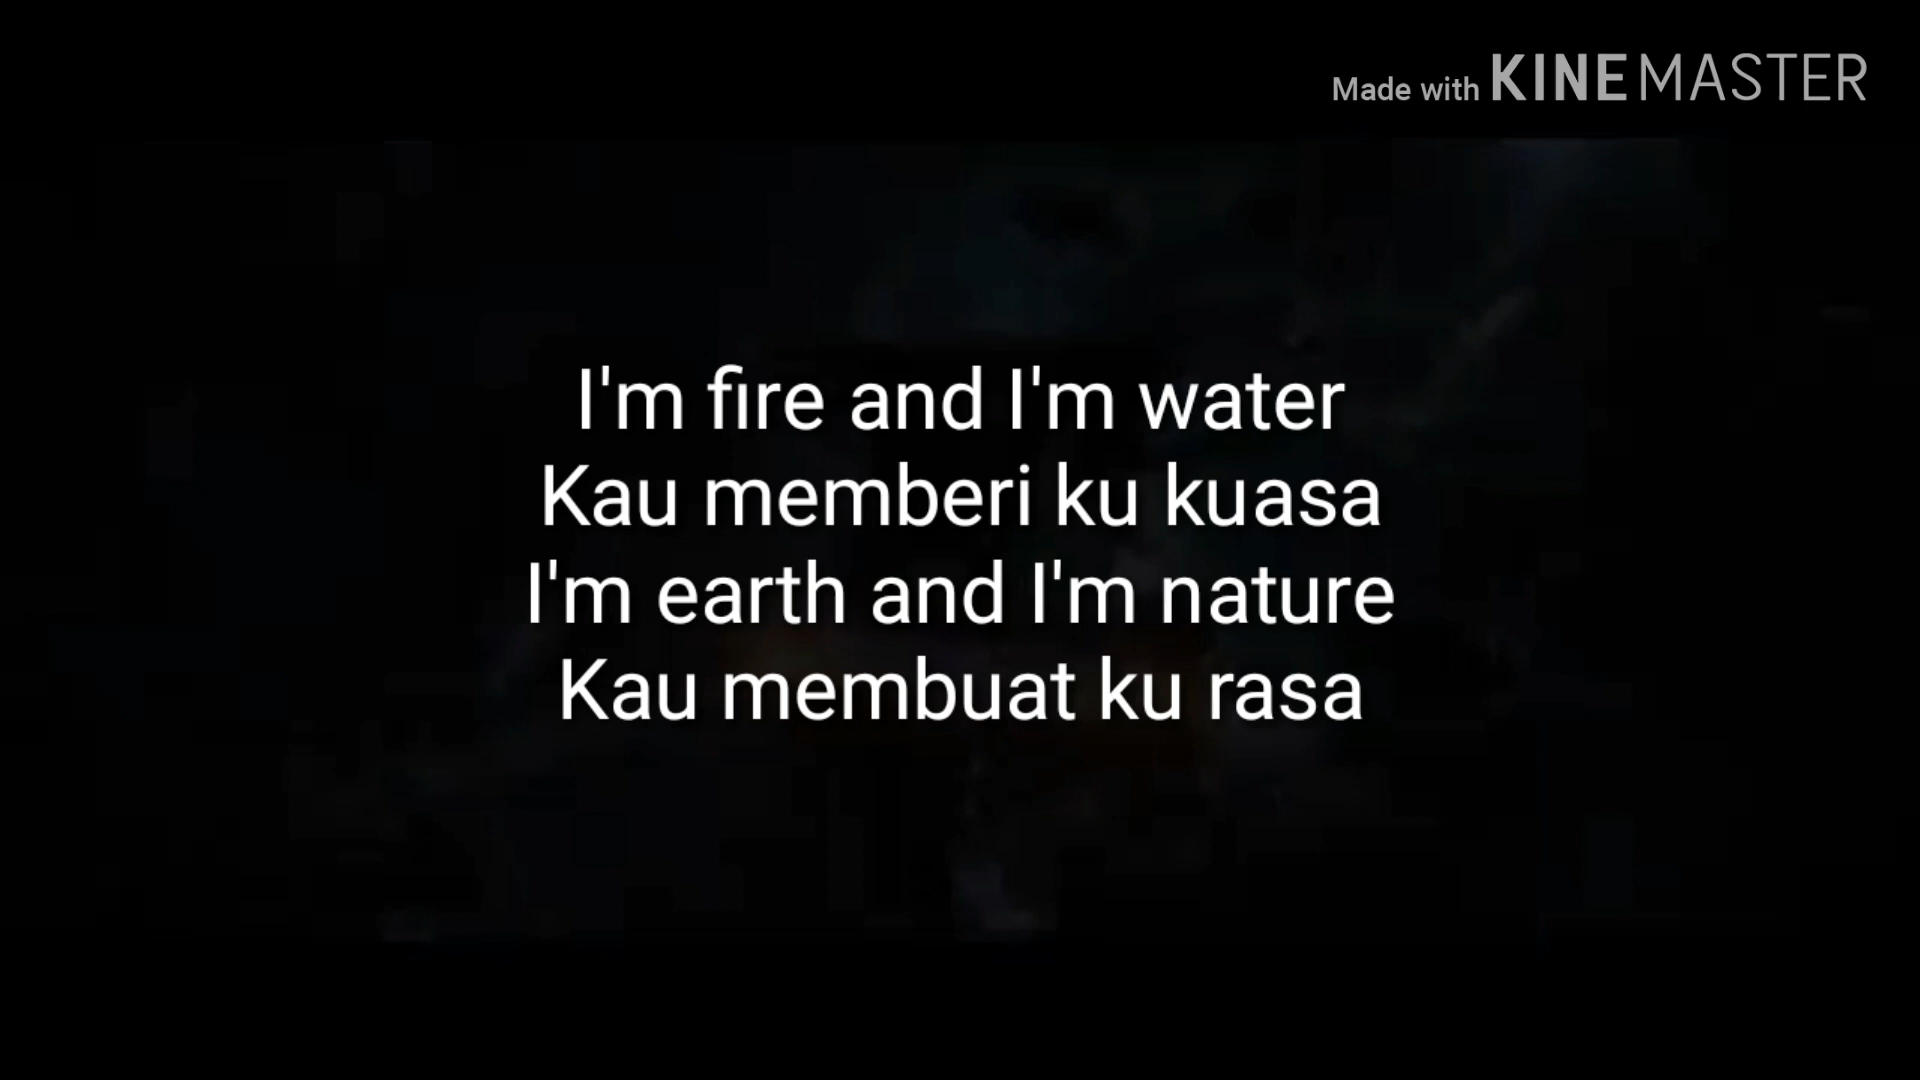 Made with KINEMASTER
I'm fire and I'm water
Kau memberi ku kuasa
I'm earth and I'm nature
Kau membuat ku rasa